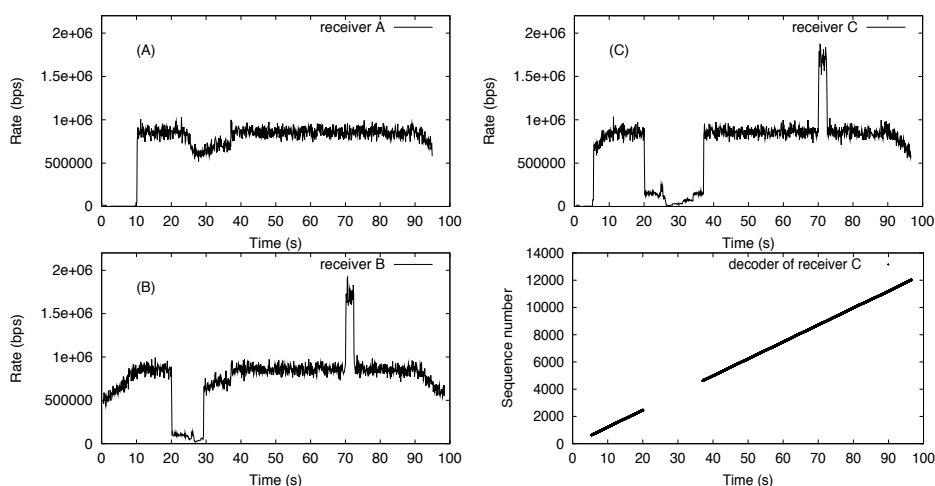 receiver A
(A)
2e+06
1.5e+06
1e+06
500000
0
Rate (bps)
0 10 20 30 40 50 60 70 80 90 100
Time (s)
receiver C
(C)
2e+06
1.5e+06
1e+06
500000
0
Rate (bps)
0 10 20 30 40 50 60 70 80 90 100
Time (s)
receiver B
(B)
2e+06
1.5e+06
1e+06
500000
0
Rate (bps)
0 10 20 30 40 50 60 70 80 90 100
Time (s)
decoder of receiver C
14000
12000
10000
8000
6000
4000
2000
0
Sequence number
0 10 20 30 40 50 60 70 80 90 100
Time (s)